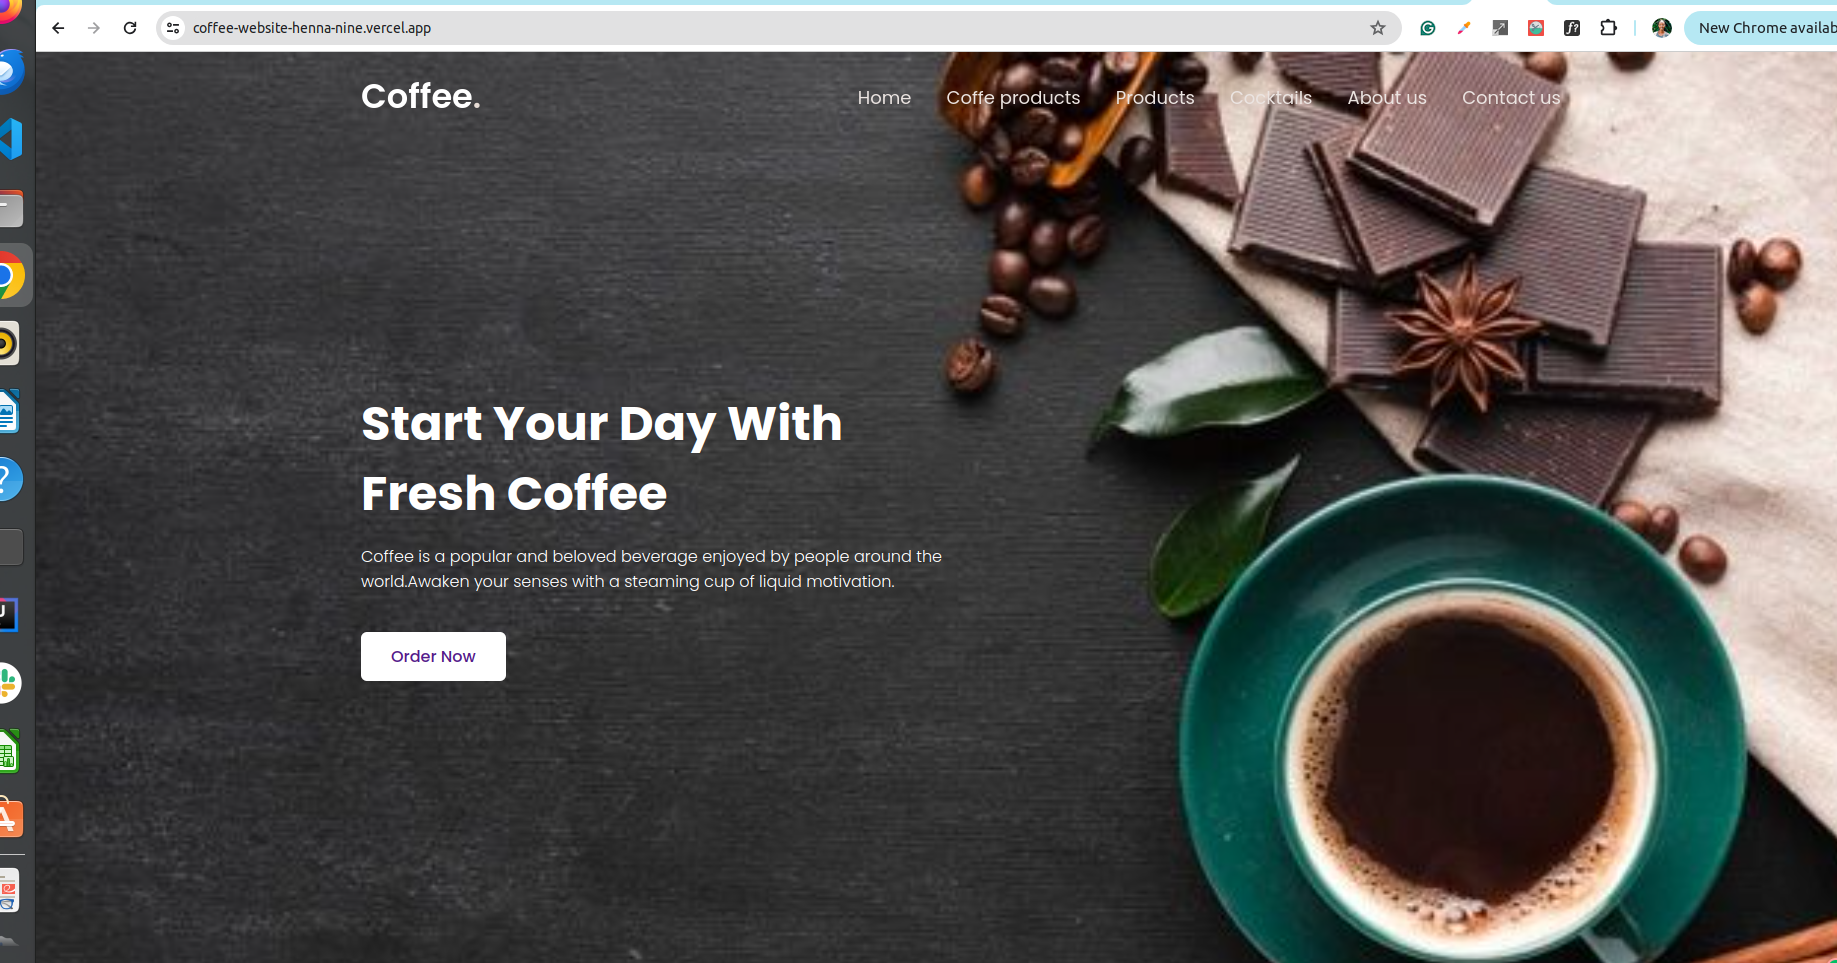 coffee-website-henna-nine.vercel.app
New Chrome availab
Coffee.
Home Coffe products Products Cocktails About us Contact us
Start Your Day With
Fresh Coffee
Coffee is a popular and beloved beverage enjoyed by people around the
world.Awaken your senses with a steaming cup of liquid motivation.
Order Now